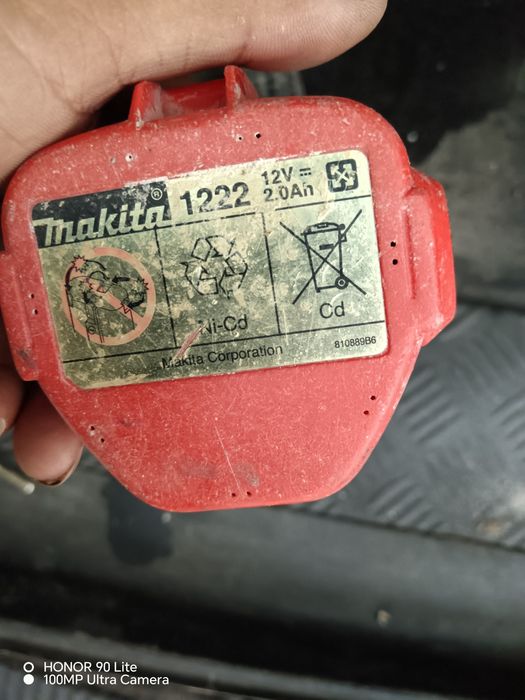 makita® 1222 12V 2.0Ah
Ni-Cd
Cd
Makita Corporation
810889B6
HONOR 90 Lite
100MP Ultra Camera